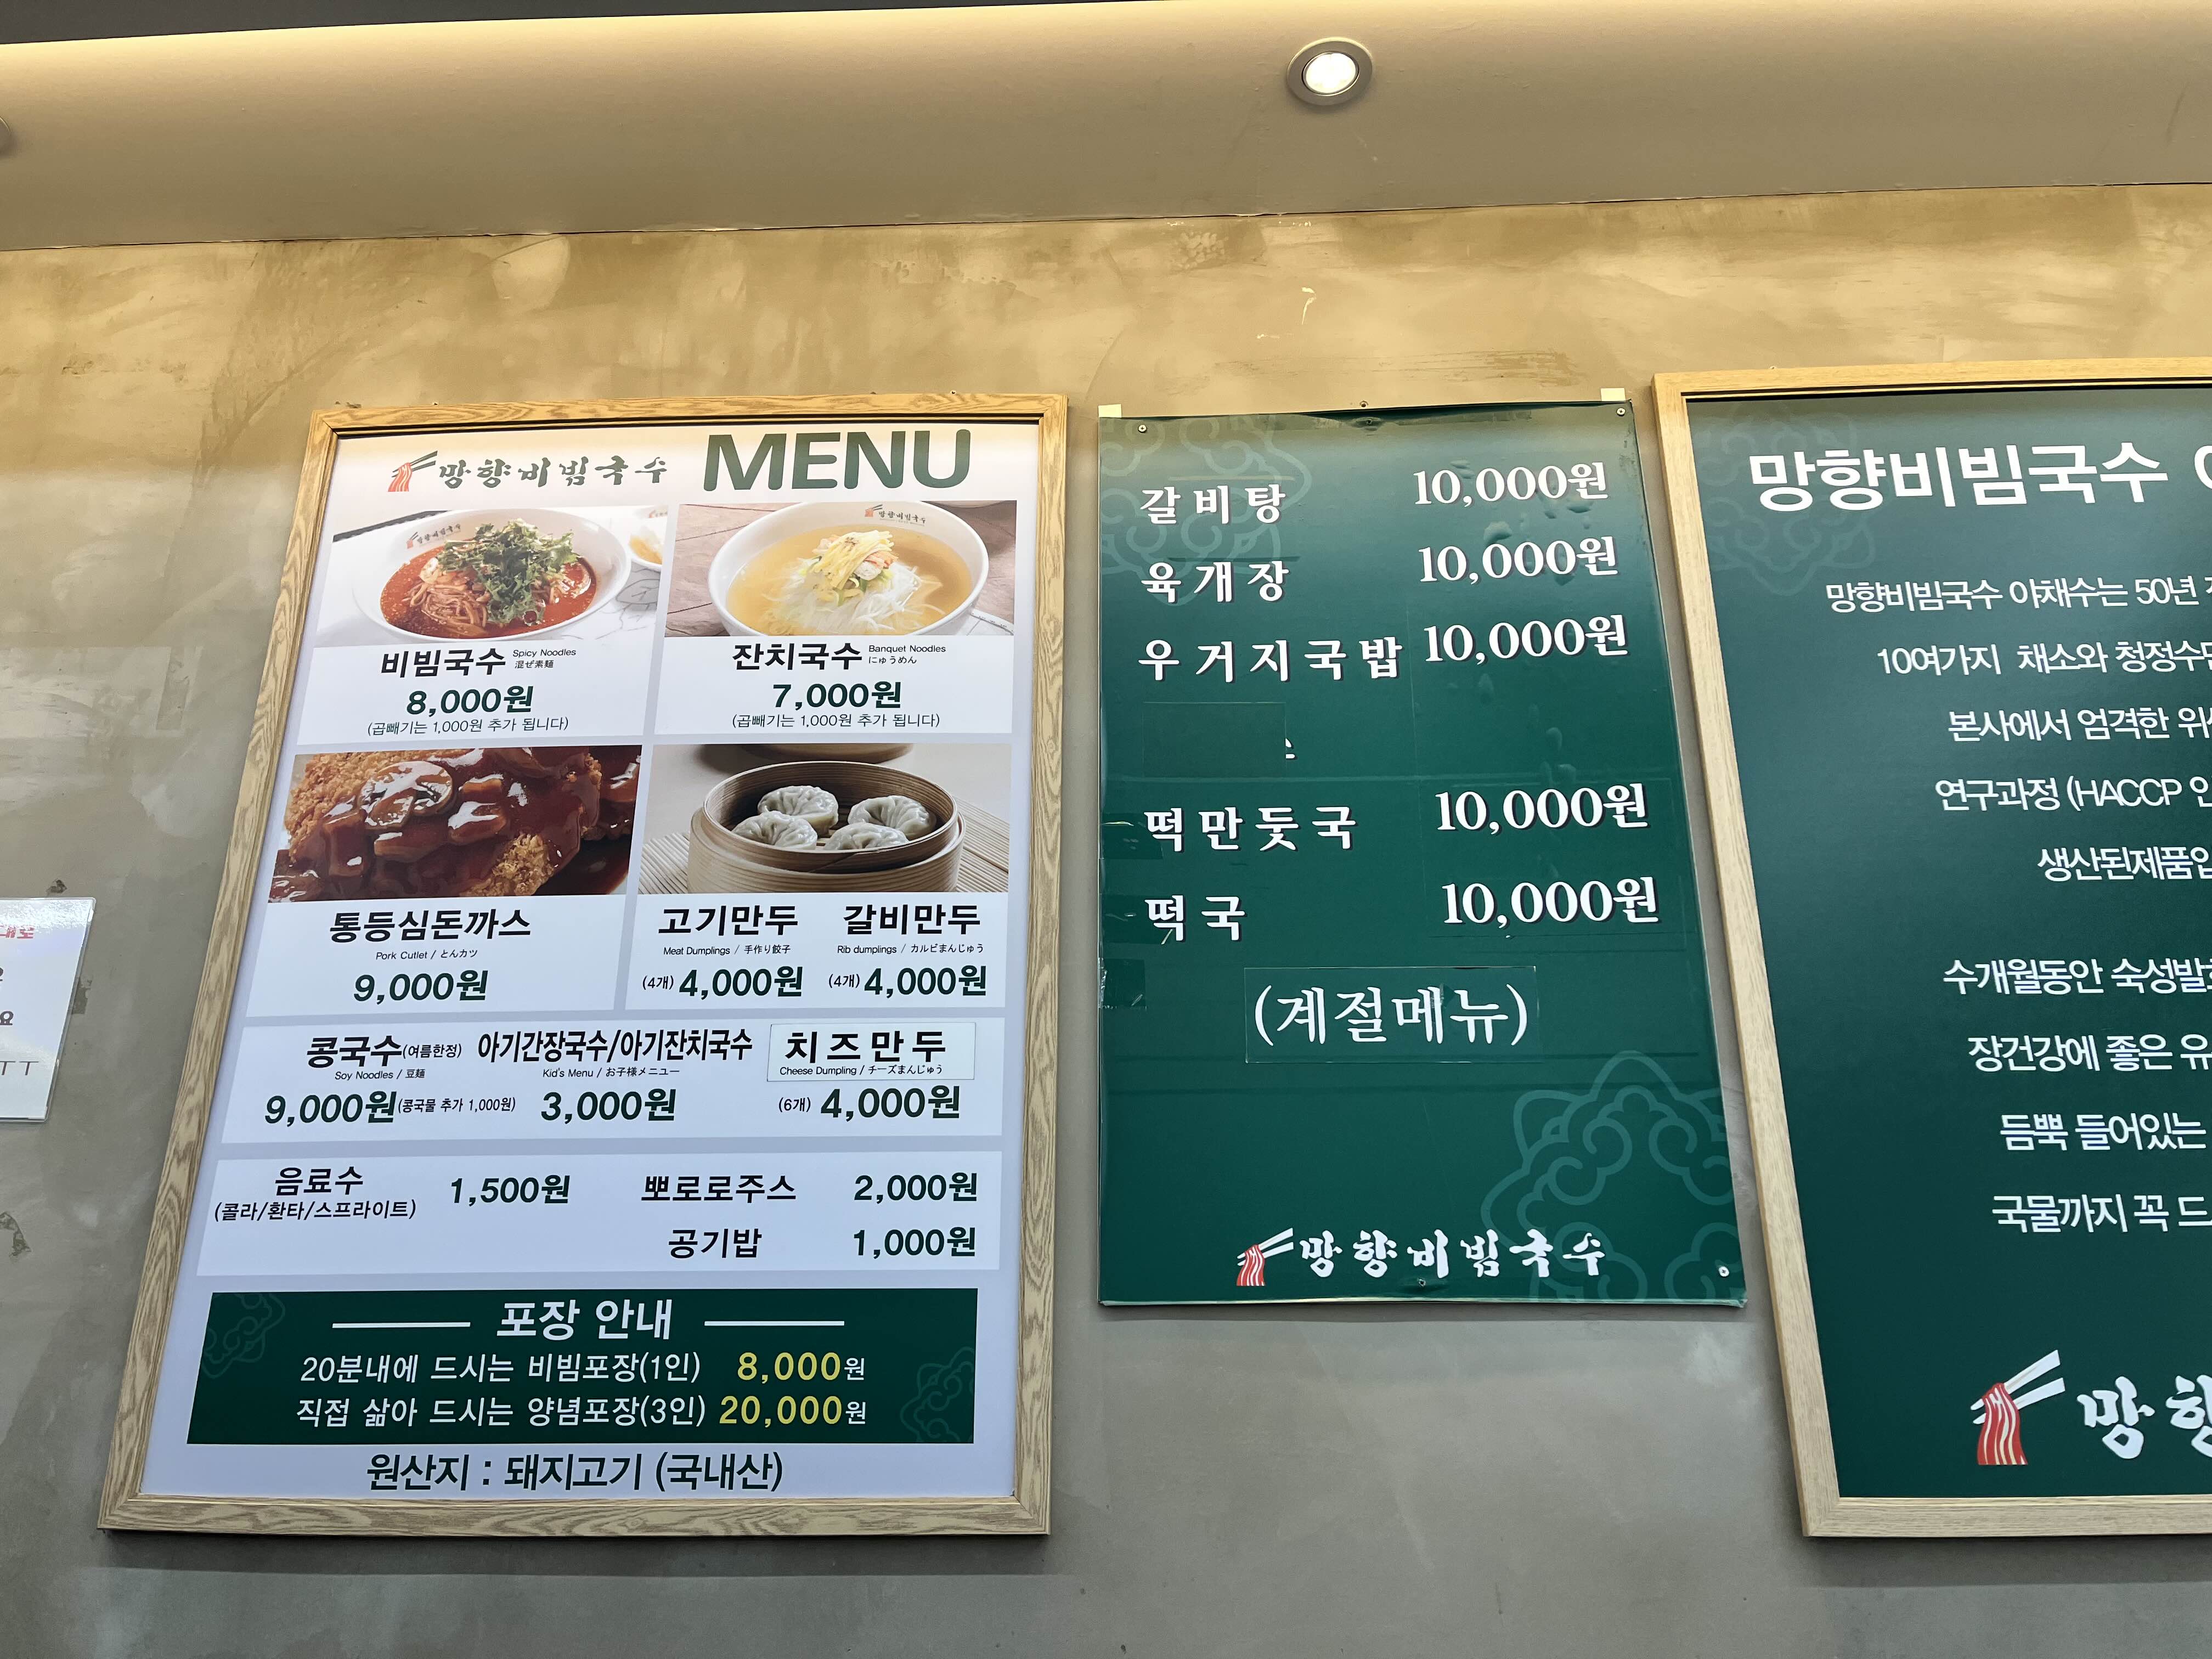 망향비빔국수 MENU
망향비빔국수
망향비빔국수
비빔국수 Spicy Noodles
混ぜ素麺
8,000원
(곱빼기는 1,000원 추가 됩니다)
잔치국수 Banquet Noodles
にゅうめん
7,000원
(곱빼기는 1,000원 추가 됩니다)
통등심돈까스
Pork Cutlet / とんカツ
9,000원
고기만두
Meat Dumplings / 手作り餃子
(4개) 4,000원
갈비만두
Rib dumplings / カルビまんじゅう
(4개) 4,000원
콩국수(여름한정)
Soy Noodles / 豆麺
9,000원(콩국물 추가 1,000원)
아기간장국수/아기잔치국수
Kid's Menu / お子様メニュー
3,000원
치즈만두
Cheese Dumpling / チーズまんじゅう
(6개) 4,000원
음료수 1,500원
(콜라/환타/스프라이트)
뽀로로주스 2,000원
공기밥 1,000원
포장 안내
20분내에 드시는 비빔포장(1인) 8,000원
직접 삶아 드시는 양념포장(3인) 20,000원
원산지 : 돼지고기 (국내산)
갈비탕 10,000원
육개장 10,000원
우거지국밥 10,000원
떡만둣국 10,000원
떡국 10,000원
(계절메뉴)
망향비빔국수
망향비빔국수
망향비빔국수 야채수는 50년
10여가지 채소와
본사에서 엄격한
연구과정 (HACCP
수개월동안
장건강에 좋은
듬뿍 들어있는
국물까지 꼭
망향